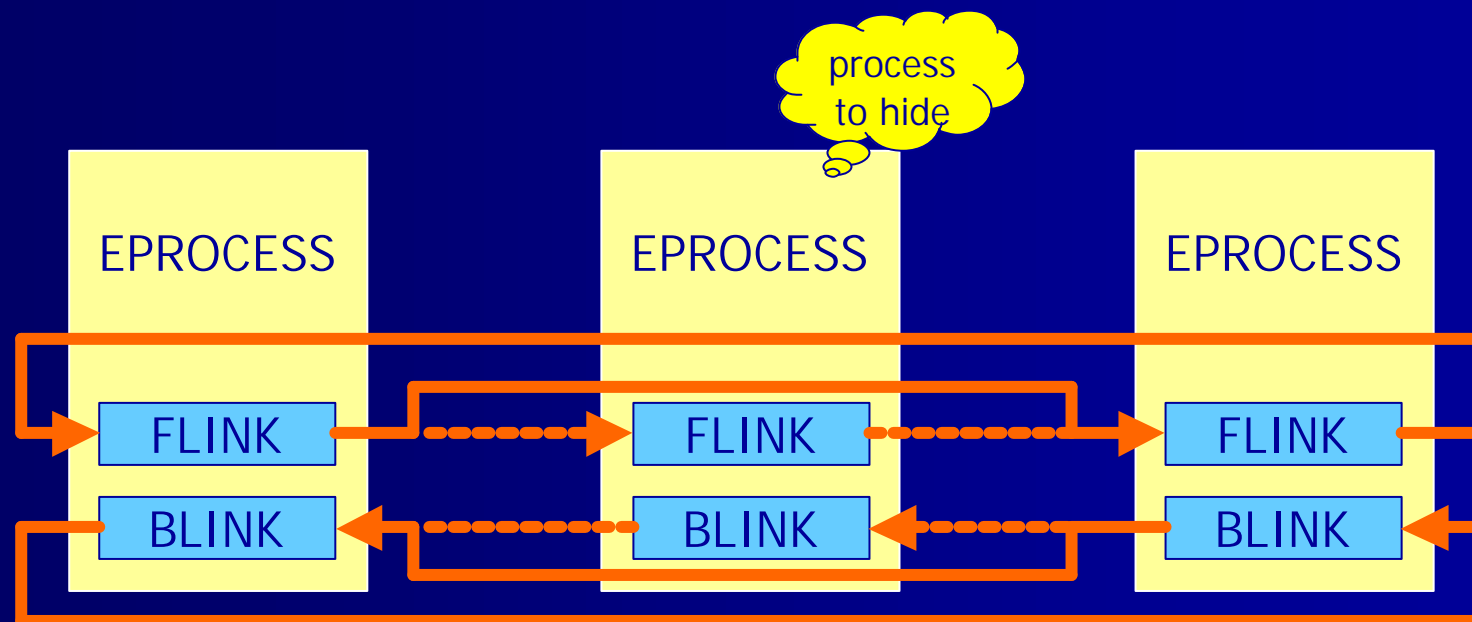 process
to hide
EPROCESS EPROCESS EPROCESS
FLINK FLINK FLINK
BLINK BLINK BLINK